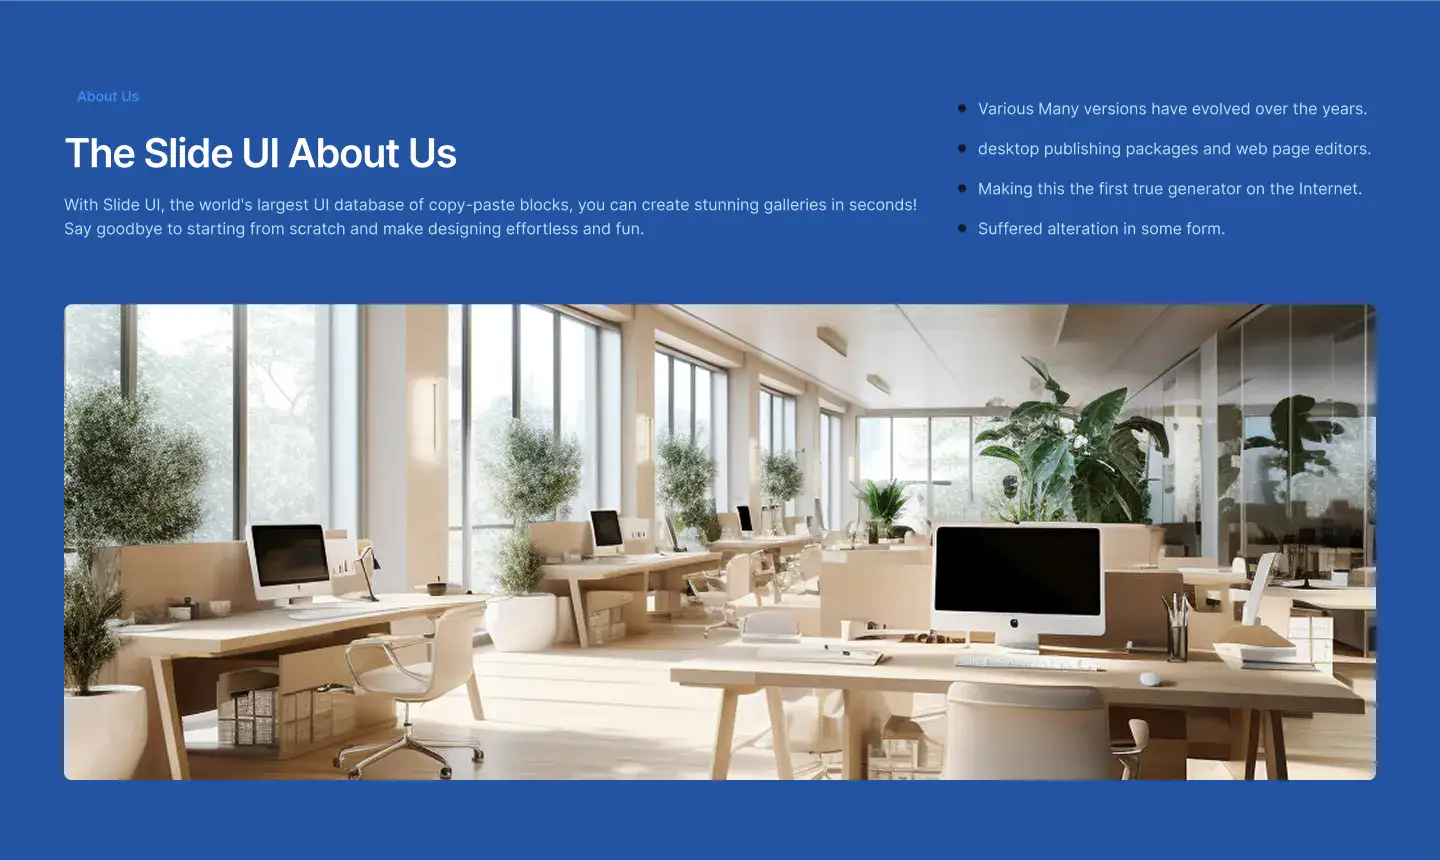 About Us
The Slide UI About Us
With Slide UI, the world's largest UI database of copy-paste blocks, you can create stunning galleries in seconds!
Say goodbye to starting from scratch and make designing effortless and fun.
Various Many versions have evolved over the years.
desktop publishing packages and web page editors.
Making this the first true generator on the Internet.
Suffered alteration in some form.